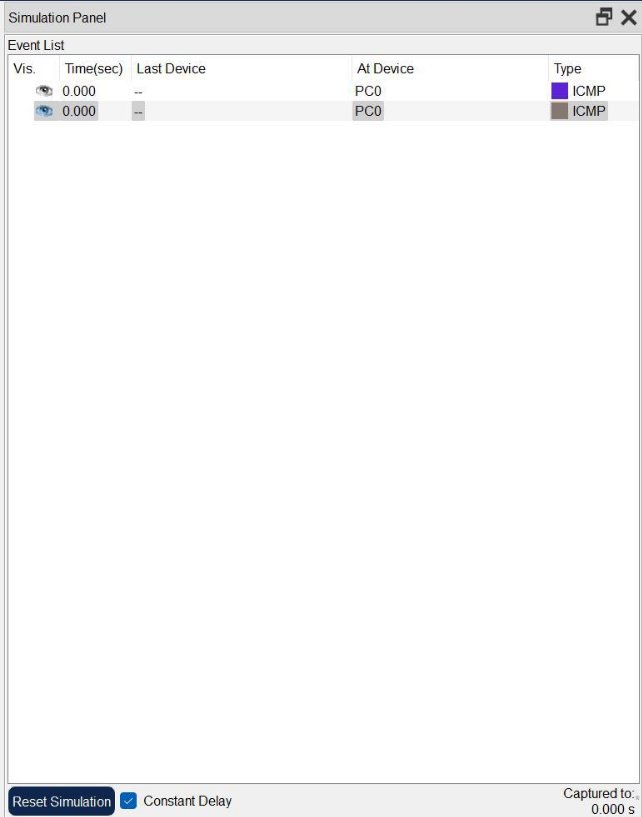 Simulation Panel
Event List
Vis. Time(sec) Last Device At Device Type
0.000 -- PC0 ICMP
0.000 -- PC0 ICMP
Reset Simulation Constant Delay Captured to:
0.000 s